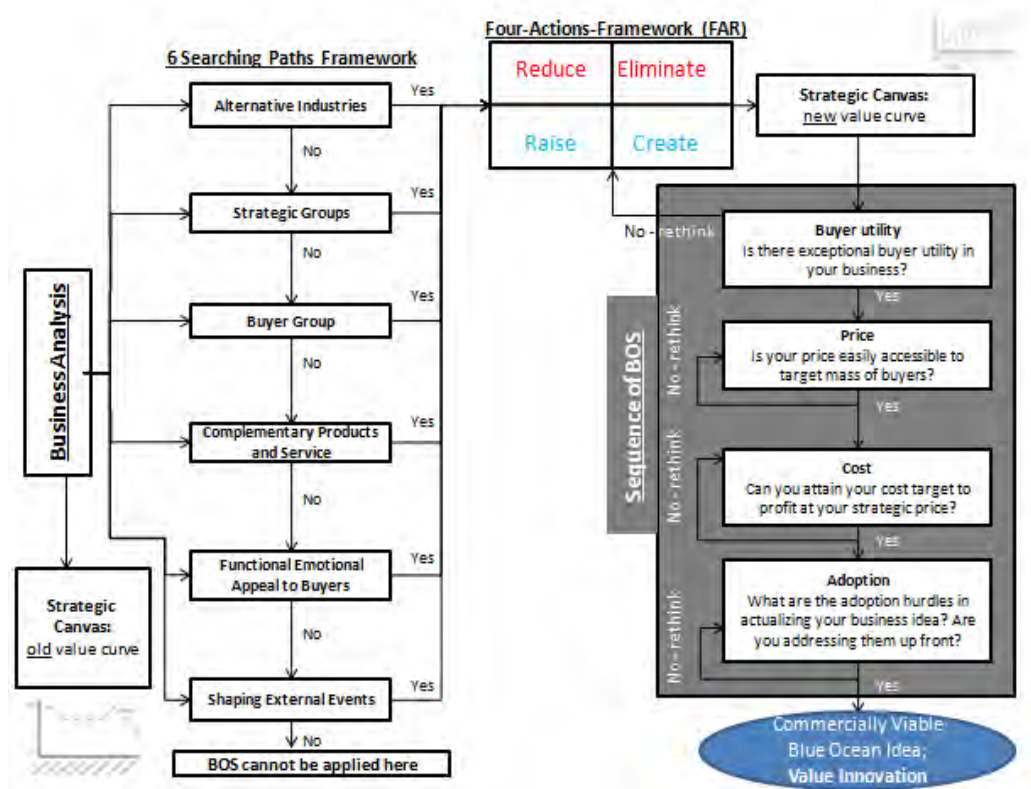 Four-Actions-Framework (FAR)
6 Searching Paths Framework
Reduce
Eliminate
Raise
Create
Strategic Canvas:
new value curve
Business Analysis
Strategic
Canvas:
old value curve
Alternative Industries
Yes
No
Strategic Groups
Yes
No
Buyer Group
Yes
No
Complementary Products
and Service
Yes
No
Functional Emotional
Appeal to Buyers
Yes
No
Shaping External Events
Yes
No
BOS cannot be applied here
Sequence of BOS
No - rethink
Buyer utility
Is there exceptional buyer utility in
your business?
Yes
No - rethink
Price
Is your price easily accessible to
target mass of buyers?
Yes
No - rethink
Cost
Can you attain your cost target to
profit at your strategic price?
Yes
No - rethink
Adoption
What are the adoption hurdles in
actualizing your business idea? Are
you addressing them up front?
Yes
Commercially Viable
Blue Ocean Idea;
Value Innovation